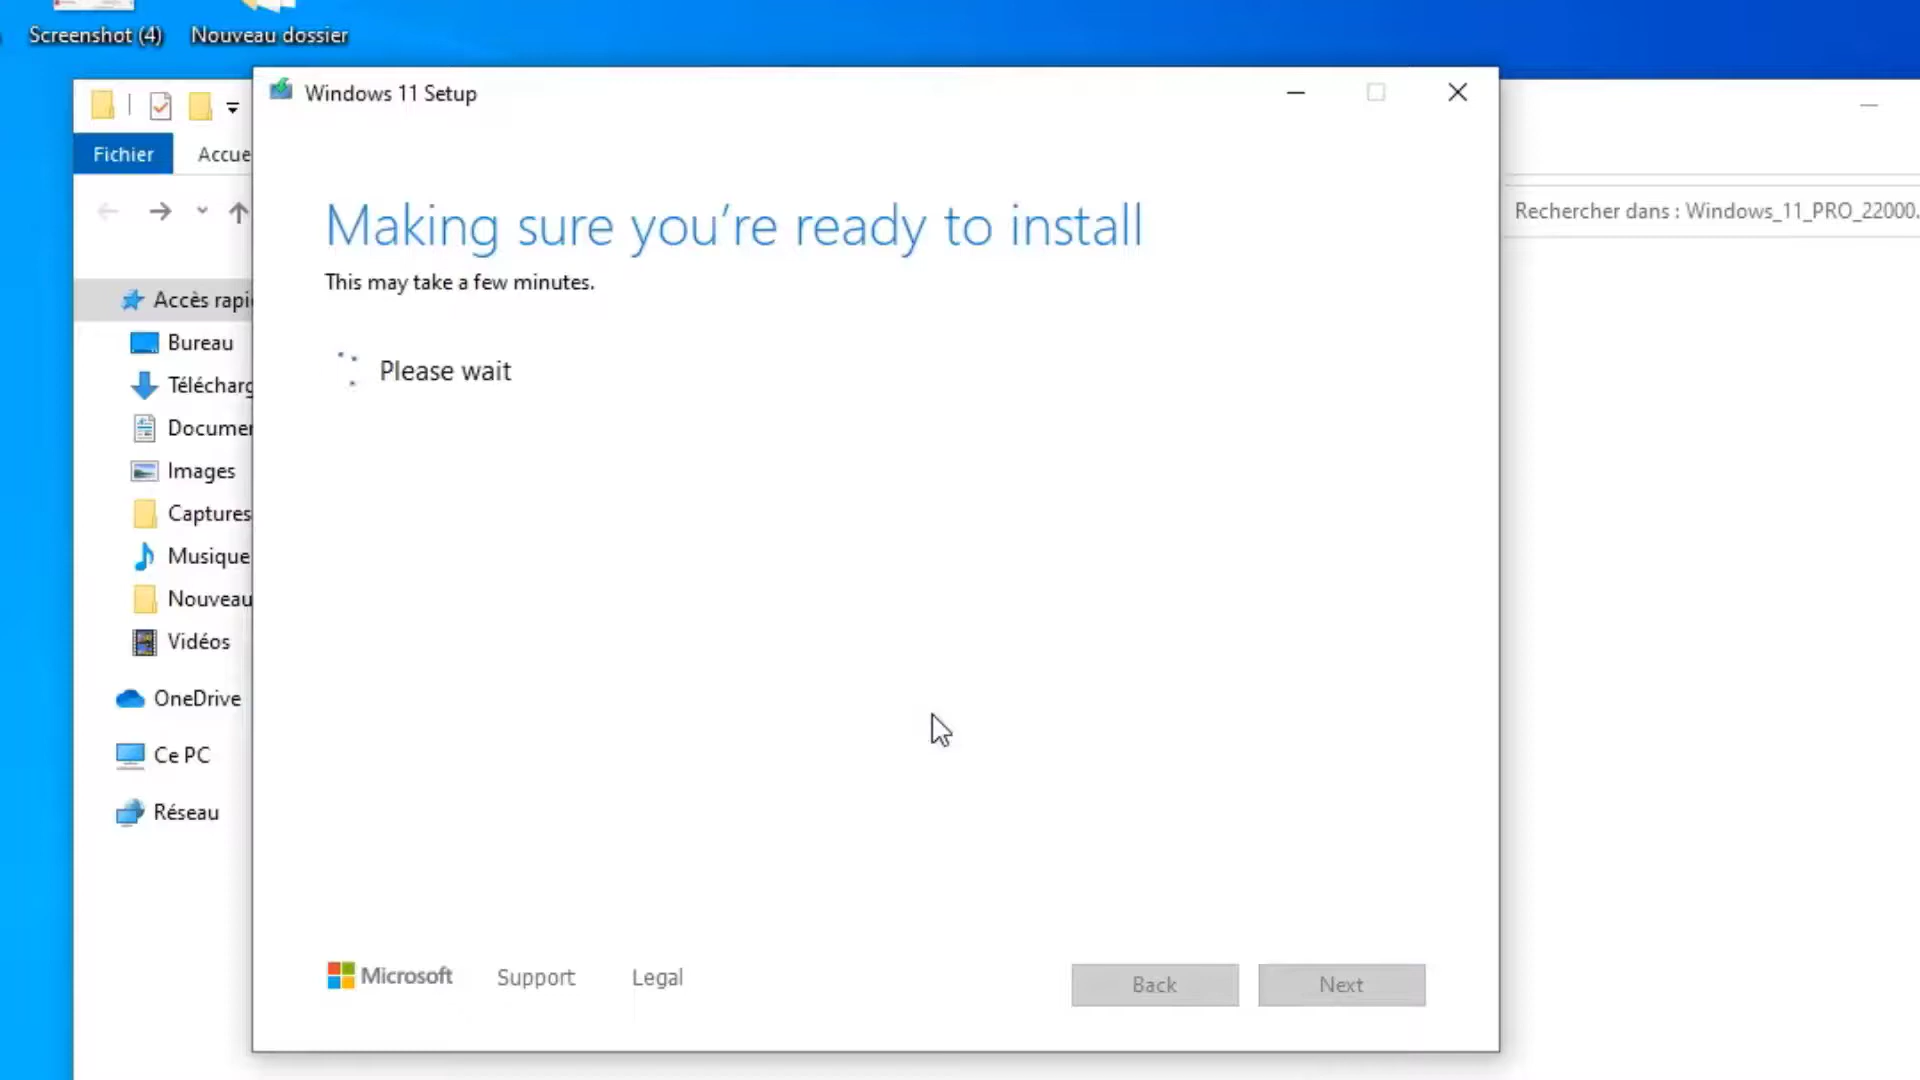 Screenshot (4)
Nouveau dossier
Windows 11 Setup
Fichier
Accue
Rechercher dans : Windows_11_PRO_22000.
Making sure you're ready to install
This may take a few minutes.
Please wait
Accès rapi
Bureau
Télécharg
Documen
Images
Captures
Musique
Nouveau
Vidéos
OneDrive
Ce PC
Réseau
Microsoft
Support
Legal
Back
Next